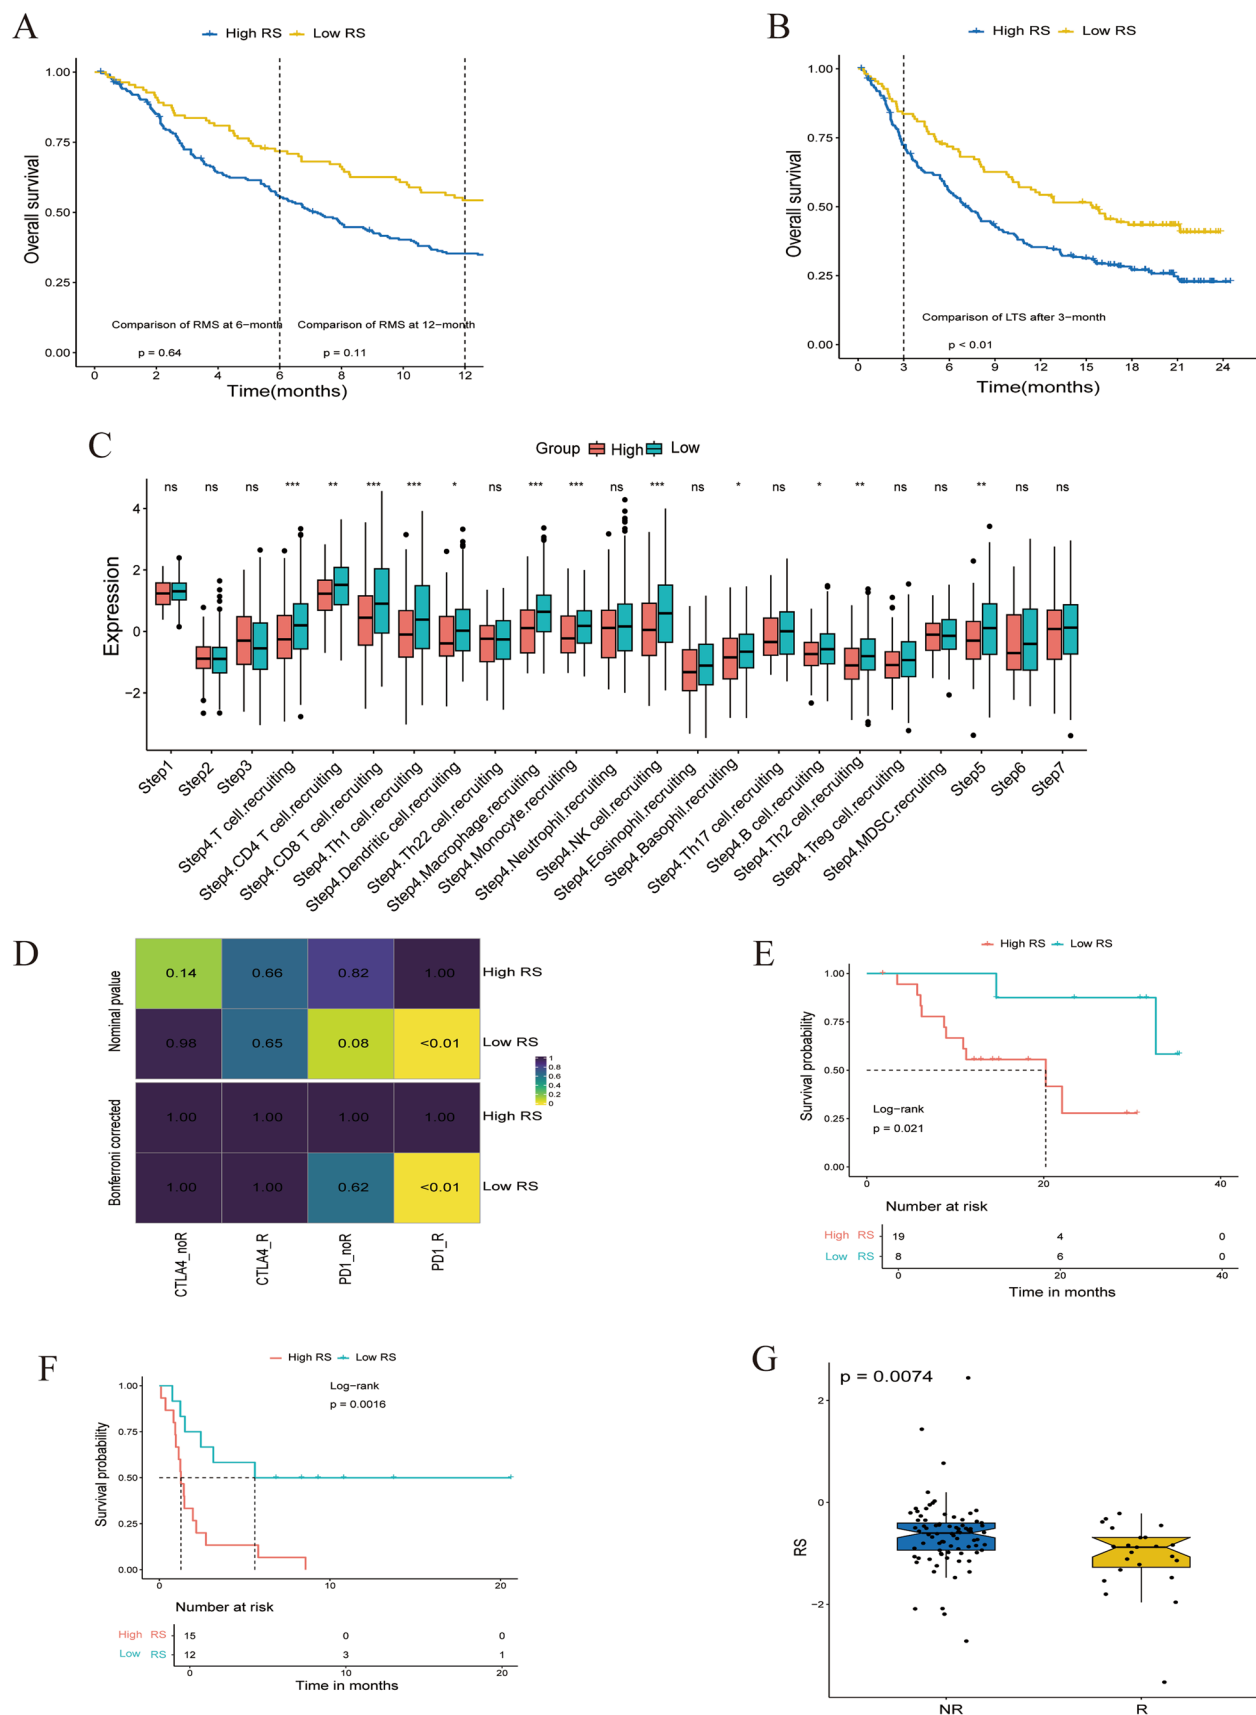 A
High RS Low RS
Overall survival
1.00
0.75
0.50
0.25
0.00
Comparison of RMS at 6-month
p = 0.64
Comparison of RMS at 12-month
p = 0.11
0 2 4 6 8 10 12
Time(months)
B
High RS Low RS
Overall survival
1.00
0.75
0.50
0.25
0.00
Comparison of LTS after 3-month
p < 0.01
0 3 6 9 12 15 18 21 24
Time(months)
C
Group High Low
Expression
4
2
0
−2
ns ns ns *** ** *** *** * ns *** *** ns *** ns * ns * ** ns ns ** ns ns
Step1
Step2
Step3
Step4.T cell.recruiting
Step4.CD4 T cell.recruiting
Step4.CD8 T cell.recruiting
Step4.Th1 cell.recruiting
Step4.Dendritic cell.recruiting
Step4.Th22 cell.recruiting
Step4.Macrophage.recruiting
Step4.Monocyte.recruiting
Step4.Neutrophil.recruiting
Step4.NK cell.recruiting
Step4.Eosinophil.recruiting
Step4.Basophil.recruiting
Step4.Th17 cell.recruiting
Step4.B cell.recruiting
Step4.Th2 cell.recruiting
Step4.Treg cell.recruiting
Step4.MDSC.recruiting
Step5
Step6
Step7
D
Nominal pvalue
0.14 0.66 0.82 1.00 High RS
0.98 0.65 0.08 <0.01 Low RS
Bonferroni corrected
1.00 1.00 1.00 1.00 High RS
1.00 1.00 0.62 <0.01 Low RS
CTLA4_noR
CTLA4_R
PD1_noR
PD1_R
1
0.8
0.6
0.4
0.2
0
E
High RS Low RS
Survival probability
1.00
0.75
0.50
0.25
0.00
Log-rank
p = 0.021
0 20 40
Number at risk
High RS 19 4 0
Low RS 8 6 0
0 20 40
Time in months
F
High RS Low RS
Survival probability
1.00
0.75
0.50
0.25
0.00
Log-rank
p = 0.0016
0 10 20
Number at risk
High RS 15 0 0
Low RS 12 3 1
0 10 20
Time in months
G
p = 0.0074
RS
2
0
−2
NR R